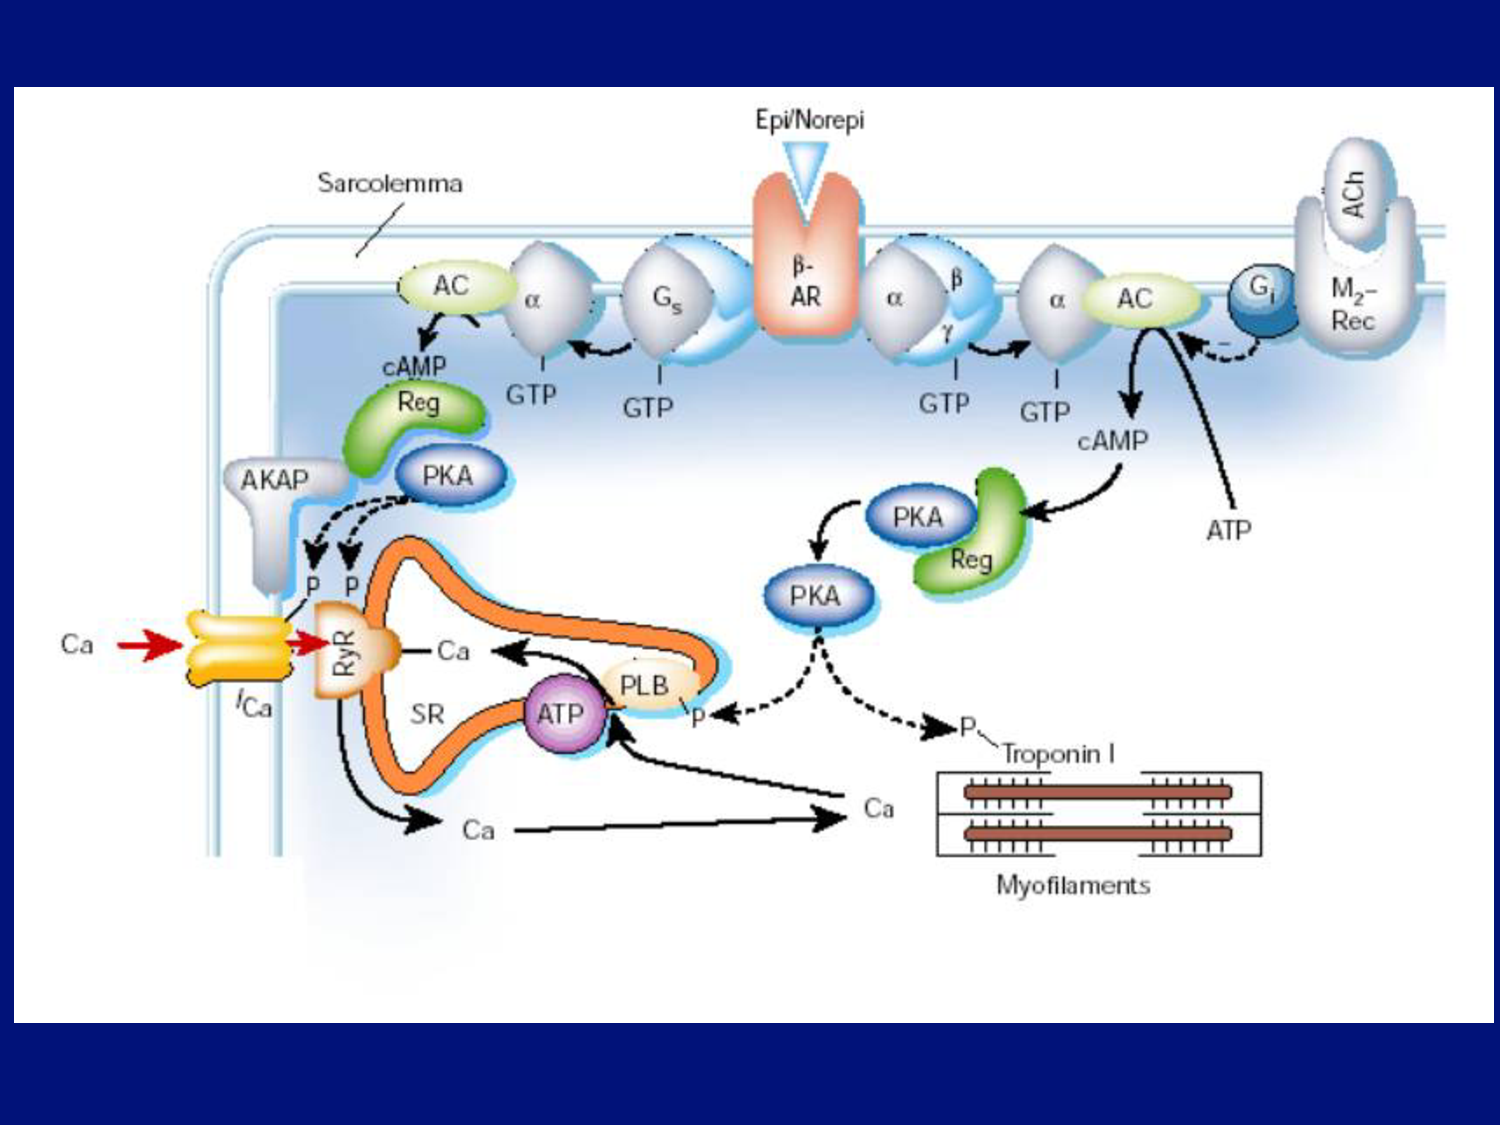 Epi/Norepi
Sarcolemma
ACh
AC
α
Gs
β-
AR
α
β
γ
α
AC
Gi
M2–
Rec
–
cAMP
GTP
GTP
GTP
GTP
Reg
cAMP
AKAP
PKA
PKA
Reg
ATP
P
P
PKA
Ca
RyR
Ca
PLB
ICa
SR
ATP
P
P
Troponin I
Ca
Ca
Myofilaments